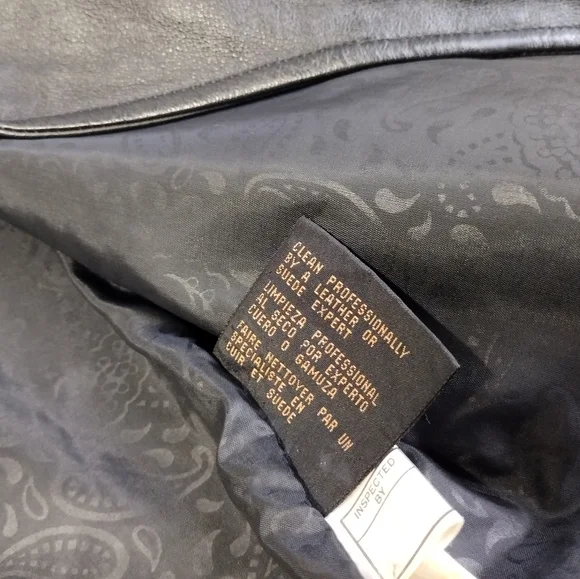 CLEAN PROFESSIONALLY
BY A LEATHER OR
SUEDE EXPERT
LIMPIEZA PROFESSIONAL
AL SECO POR EXPERTO
CUERO O GAMUZA
FAIRE NETTOYER PAR UN
SPECIALISTE EN
CUIR ET SUEDE
INSPECTED
BY